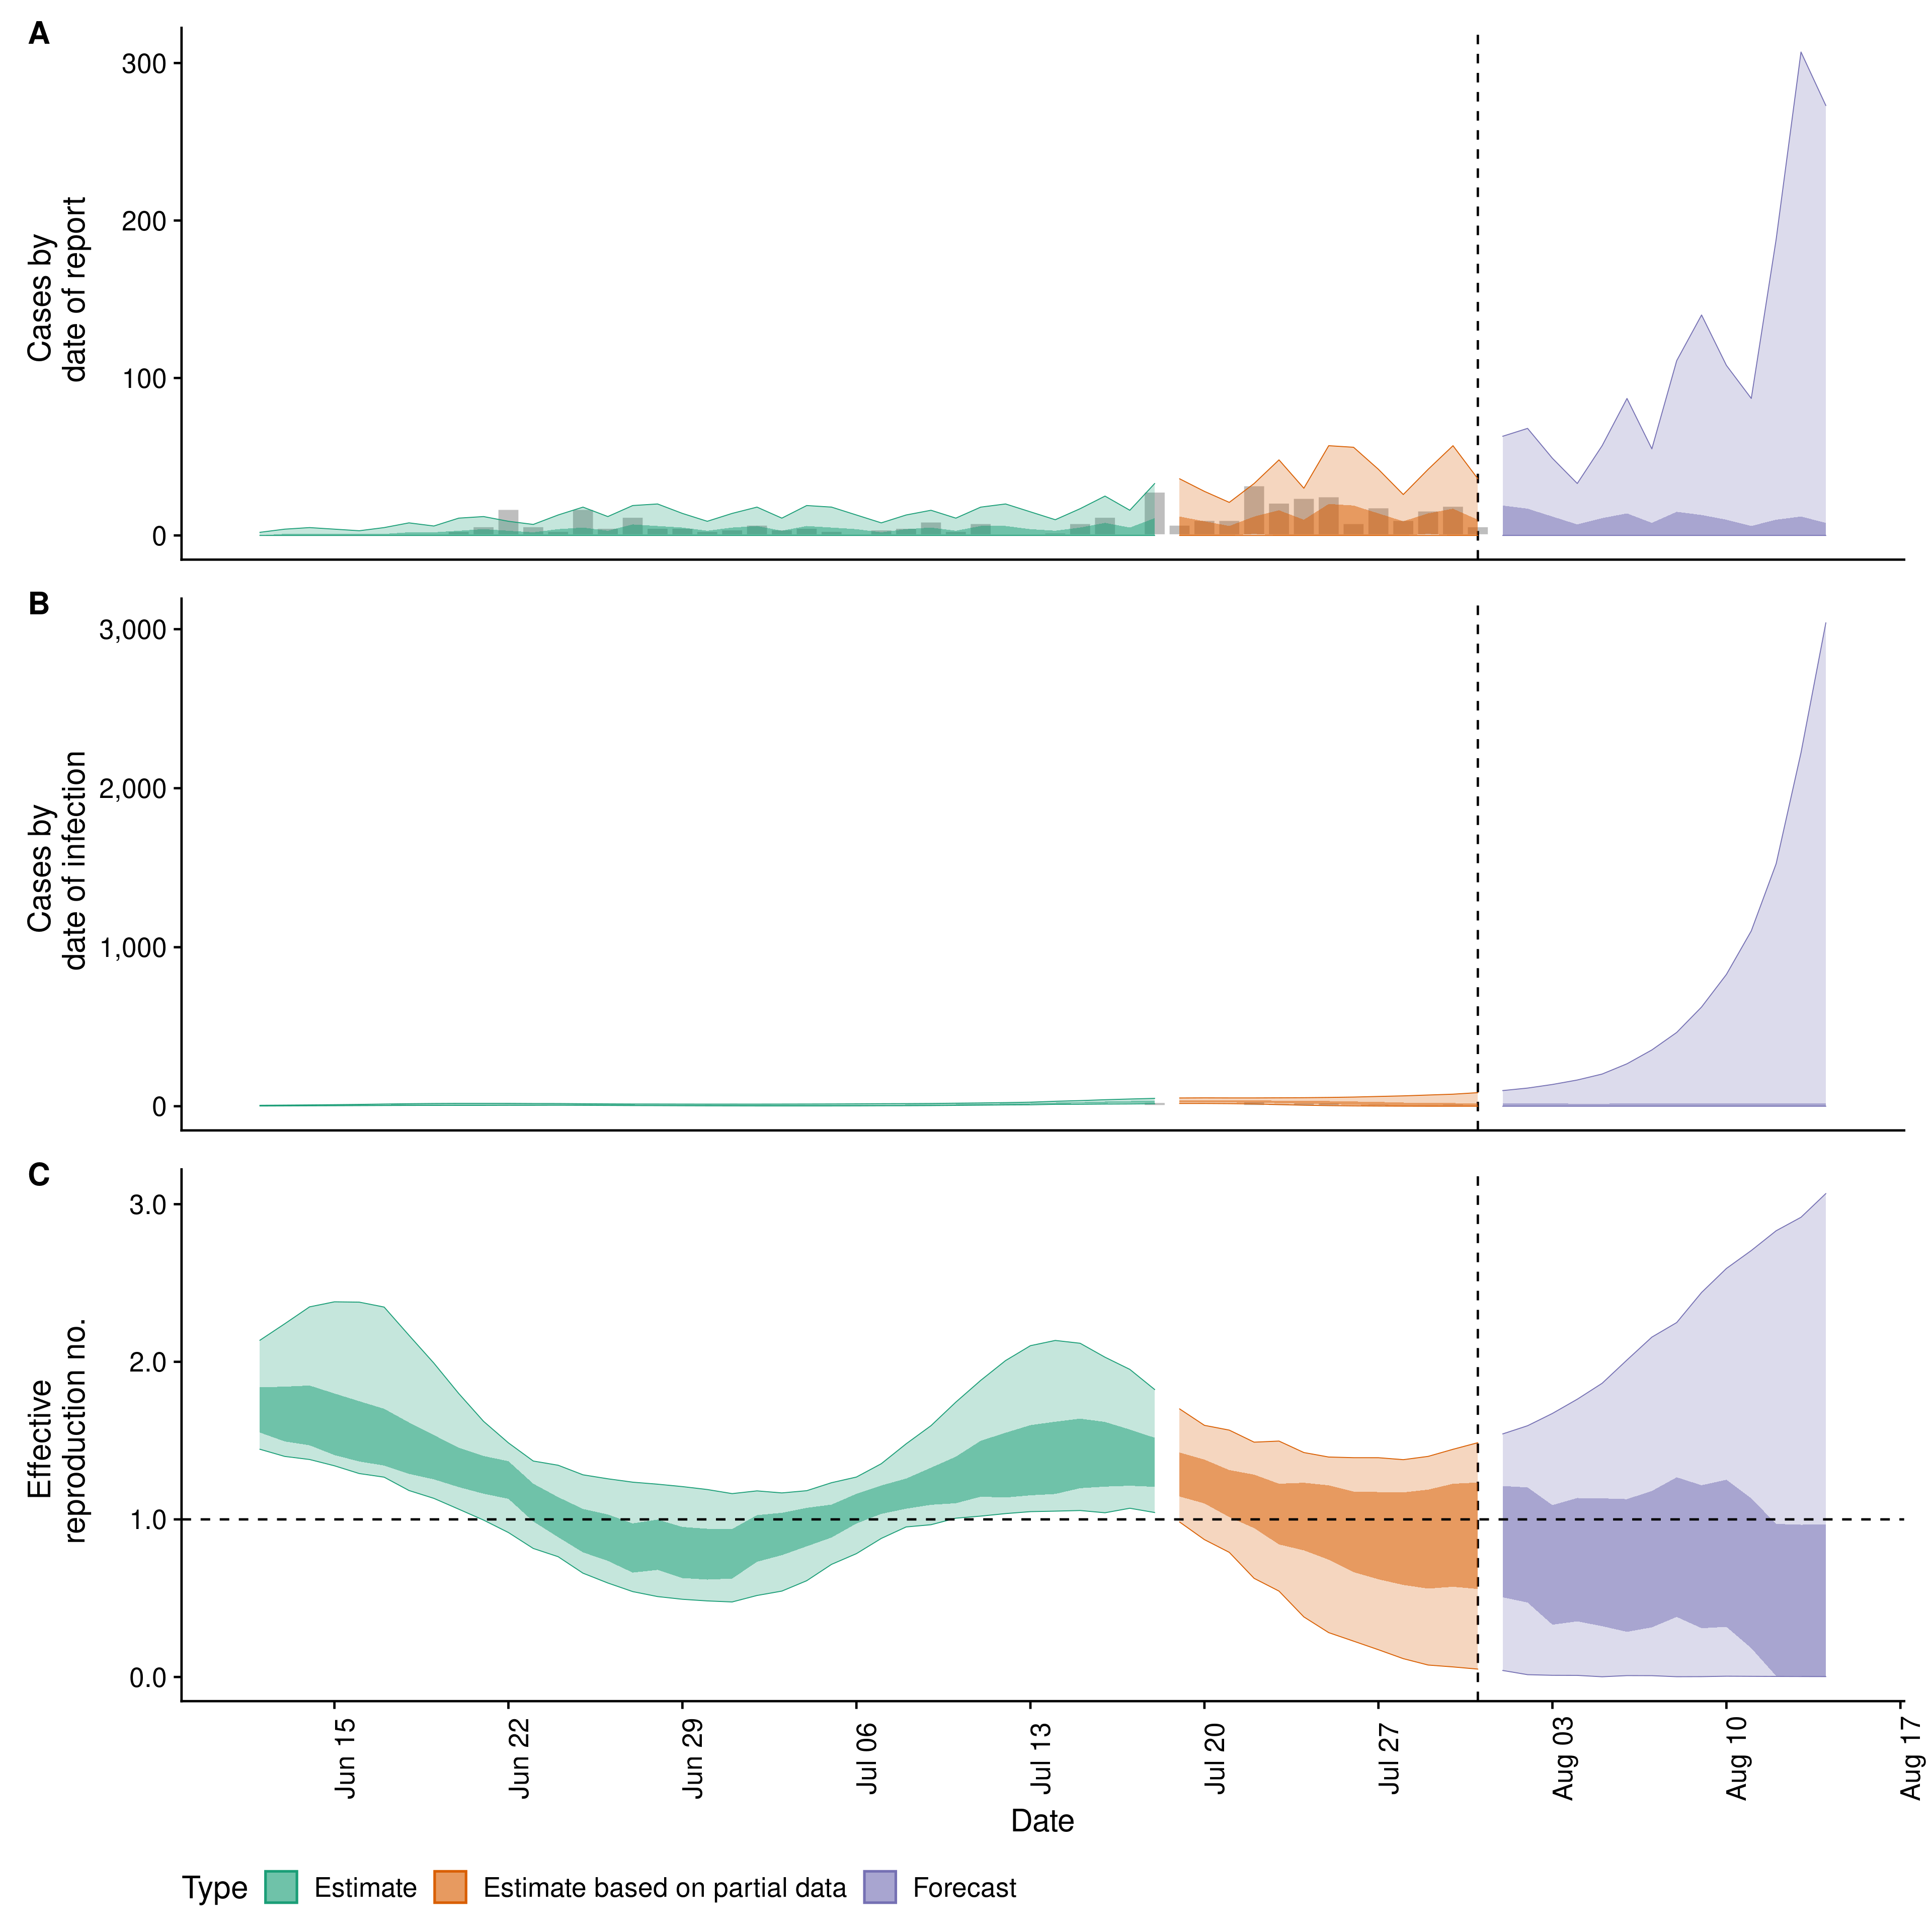 A
Cases by
date of report
300
200
100
0
B
Cases by
date of infection
3,000
2,000
1,000
0
C
Effective
reproduction no.
3.0
2.0
1.0
0.0
Jun 15
Jun 22
Jun 29
Jul 06
Jul 13
Jul 20
Jul 27
Aug 03
Aug 10
Aug 17
Date
Type Estimate Estimate based on partial data Forecast